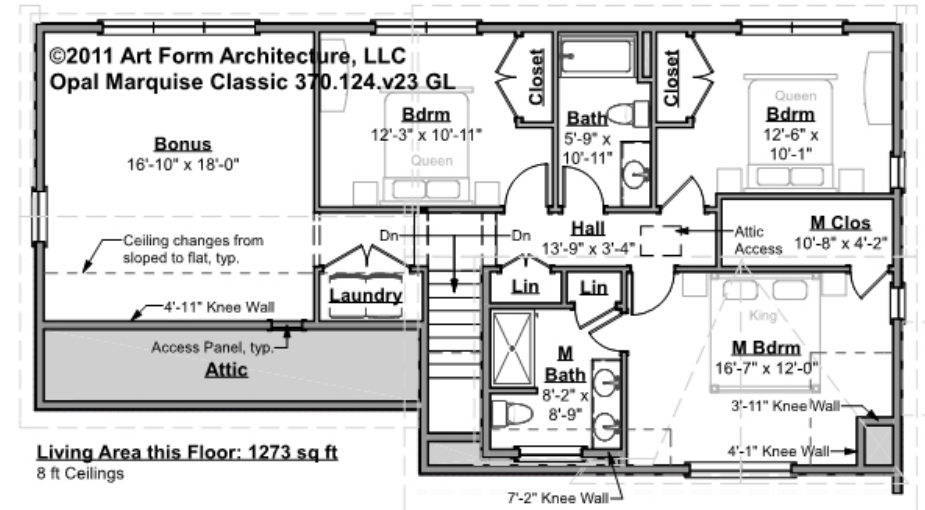 ©2011 Art Form Architecture, LLC
Opal Marquise Classic 370.124.v23 GL
Bonus
16'-10" x 18'-0"
Bdrm
12'-3" x 10'-11"
Queen
Closet
Bath
5'-9" x
10'-11"
Closet
Queen
Bdrm
12'-6" x
10'-1"
Dn
Dn
Hall
13'-9" x 3'-4"
Attic
Access
M Clos
10'-8" x 4'-2"
Ceiling changes from
sloped to flat, typ.
Laundry
4'-11" Knee Wall
Access Panel, typ.
Attic
Lin
Lin
King
M Bdrm
16'-7" x 12'-0"
M
Bath
8'-2" x
8'-9"
3'-11" Knee Wall
4'-1" Knee Wall
7'-2" Knee Wall
Living Area this Floor: 1273 sq ft
8 ft Ceilings